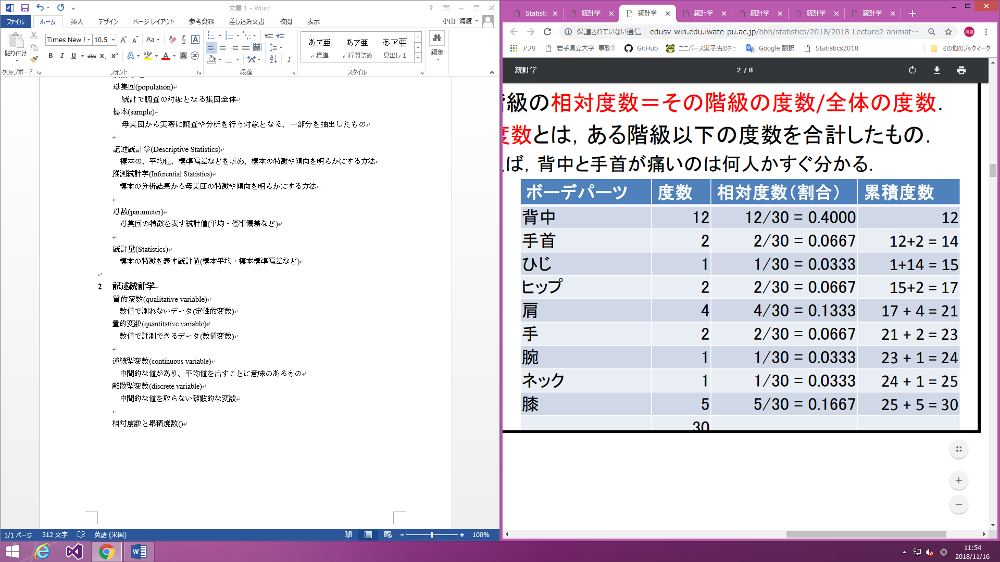 文書 1 - Word
ファイル ホーム 挿入 デザイン ページ レイアウト 参考資料 差し込み文書 校閲 表示 小山 海渡
貼り付け
Times New F 10.5
あア亜 あア亜 あア亜
標準 行間詰め 見出し 1
編集
クリップボード フォント 段落 スタイル
母集団(population)
統計で調査の対象となる集団全体
標本(sample)
母集団から実際に調査や分析を行う対象となる、一部分を抽出したもの
記述統計学(Descriptive Statistics)
標本の、平均値、標準偏差などを求め、標本の特徴や傾向を明らかにする方法
推測統計学(Inferential Statistics)
標本の分析結果から母集団の特徴や傾向を明らかにする方法
母数(parameter)
母集団の特徴を表す統計値(平均・標準偏差など)
統計量(Statistics)
標本の特徴を表す統計値(標本平均・標本標準偏差など)
2 記述統計学
質的変数(qualitative variable)
数値で測れないデータ(定性的変数)
量的変数(quantitative variable)
数値で計測できるデータ(数値変数)
連続型変数(continuous variable)
中間的な値があり、平均値を出すことに意味のあるもの
離散型変数(discrete variable)
中間的な値を取らない離散的な変数
相対度数と累積度数()
1/1 ページ 312 文字 英語 (米国) 100%
Statistic 統計学 統計学 統計学 統計学 統計学 統計学
保護されていない通信 edusv-win.edu.iwate-pu.ac.jp/bbb/statistics/2018/2018-Lecture2-animat…
アプリ 岩手県立大学 事務 GitHub ユニバース巣子店のチラ Google 翻訳 Statistics2018 その他のブックマーク
統計学 2 / 8
級の相対度数＝その階級の度数/全体の度数.
度数とは, ある階級以下の度数を合計したもの.
ば, 背中と手首が痛いのは何人かすぐ分かる.
ボーデパーツ 度数 相対度数（割合） 累積度数
背中 12 12/30 = 0.4000 12
手首 2 2/30 = 0.0667 12+2 = 14
ひじ 1 1/30 = 0.0333 1+14 = 15
ヒップ 2 2/30 = 0.0667 15+2 = 17
肩 4 4/30 = 0.1333 17 + 4 = 21
手 2 2/30 = 0.0667 21 + 2 = 23
腕 1 1/30 = 0.0333 23 + 1 = 24
ネック 1 1/30 = 0.0333 24 + 1 = 25
膝 5 5/30 = 0.1667 25 + 5 = 30
30
11:54
2018/11/16